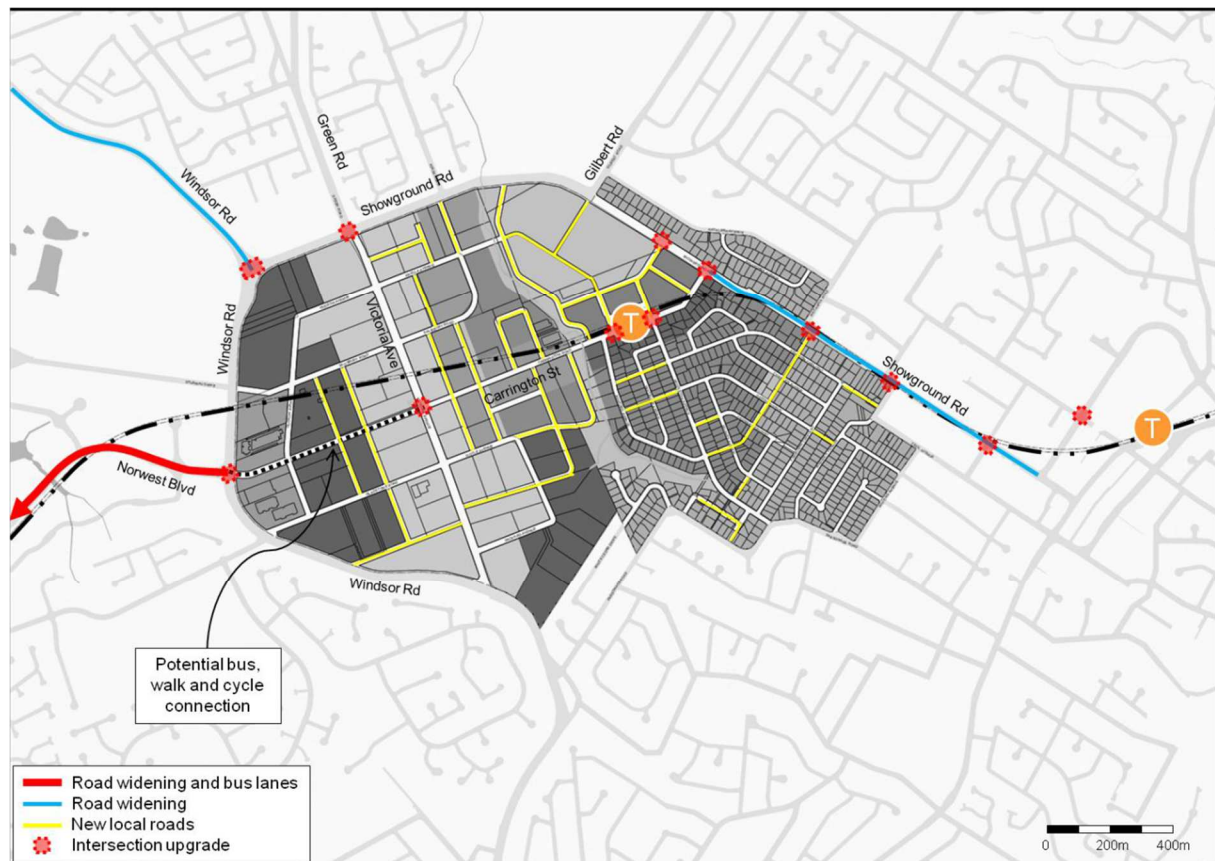 Green Rd
Gilbert Rd
Showground Rd
Windsor Rd
Windsor Rd
Victoria Ave
T
Carrington St
Showground Rd
T
Norwest Blvd
Windsor Rd
Potential bus,
walk and cycle
connection
Road widening and bus lanes
Road widening
New local roads
Intersection upgrade
0 200m 400m